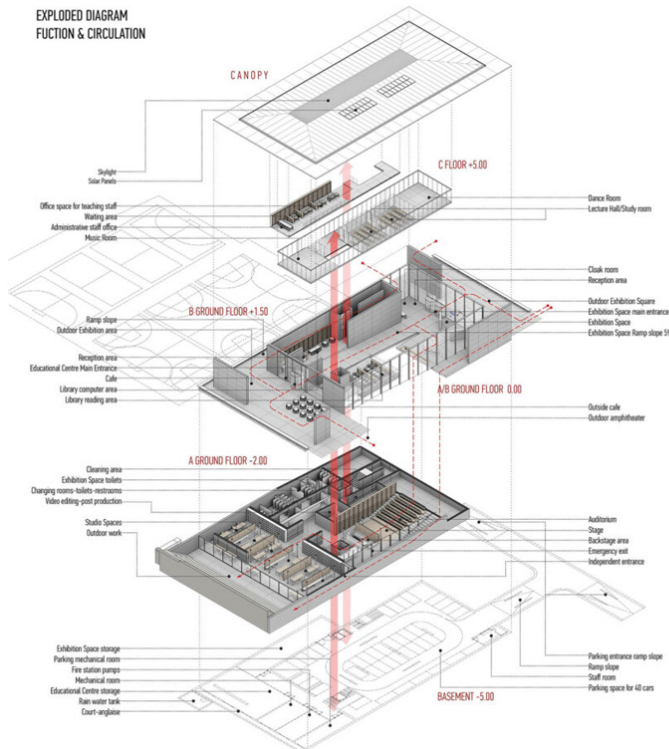 EXPLODED DIAGRAM
FUCTION & CIRCULATION
CANOPY
Skylight
Solar Panels
C FLOOR +5.00
Office space for teaching staff
Waiting area
Administrative staff office
Music Room
Dance Room
Lecture Hall/Study room
Cloak room
Reception area
B GROUND FLOOR +1.50
Ramp slope
Outdoor Exhibition area
Outdoor Exhibition Square
Exhibition Space main entrance
Exhibition Space
Exhibition Space Ramp slope 5%
Reception area
Educational Centre Main Entrance
Cafe
Library computer area
Library reading area
A/B GROUND FLOOR 0.00
Outside cafe
Outdoor amphitheater
A GROUND FLOOR -2.00
Cleaning area
Exhibition Space toilets
Changing rooms-toilets-restrooms
Video editing-post production
Studio Spaces
Outdoor work
Auditorium
Stage
Backstage area
Emergency exit
Independent entrance
Exhibition Space storage
Parking mechanical room
Fire station pumps
Mechanical room
Educational Centre storage
Rain water tank
Court-anglaise
Parking entrance ramp slope
Ramp slope
Staff room
Parking space for 40 cars
BASEMENT -5.00